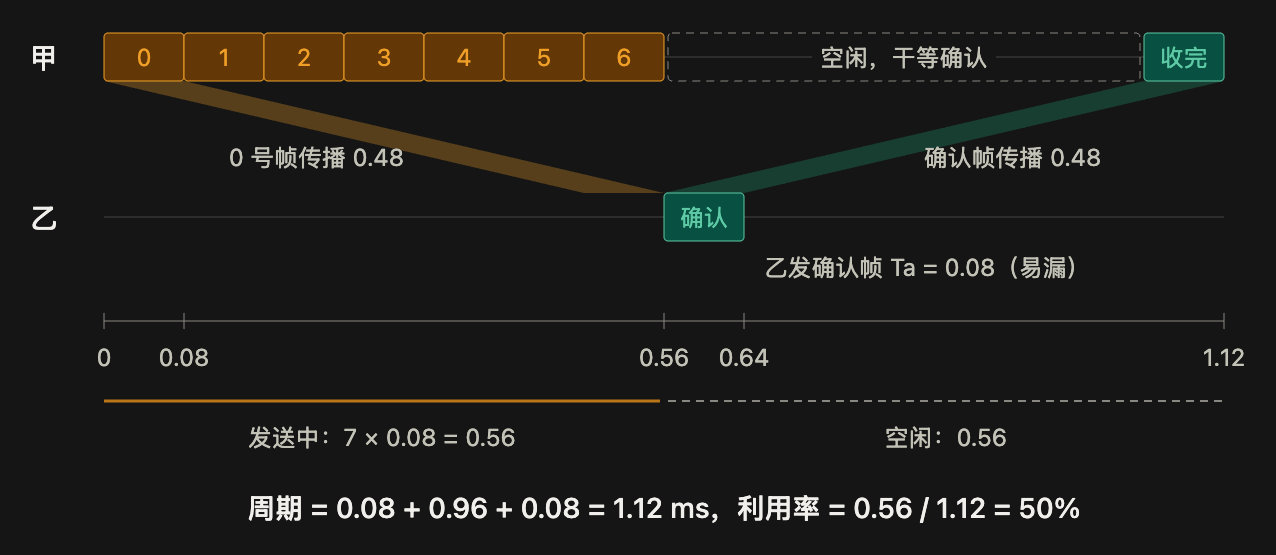 甲 0 1 2 3 4 5 6 空闲，干等确认 收完
0 号帧传播 0.48 确认帧传播 0.48
乙 确认
乙发确认帧 Ta = 0.08（易漏）
0 0.08 0.56 0.64 1.12
发送中：7 × 0.08 = 0.56 空闲：0.56
周期 = 0.08 + 0.96 + 0.08 = 1.12 ms，利用率 = 0.56 / 1.12 = 50%